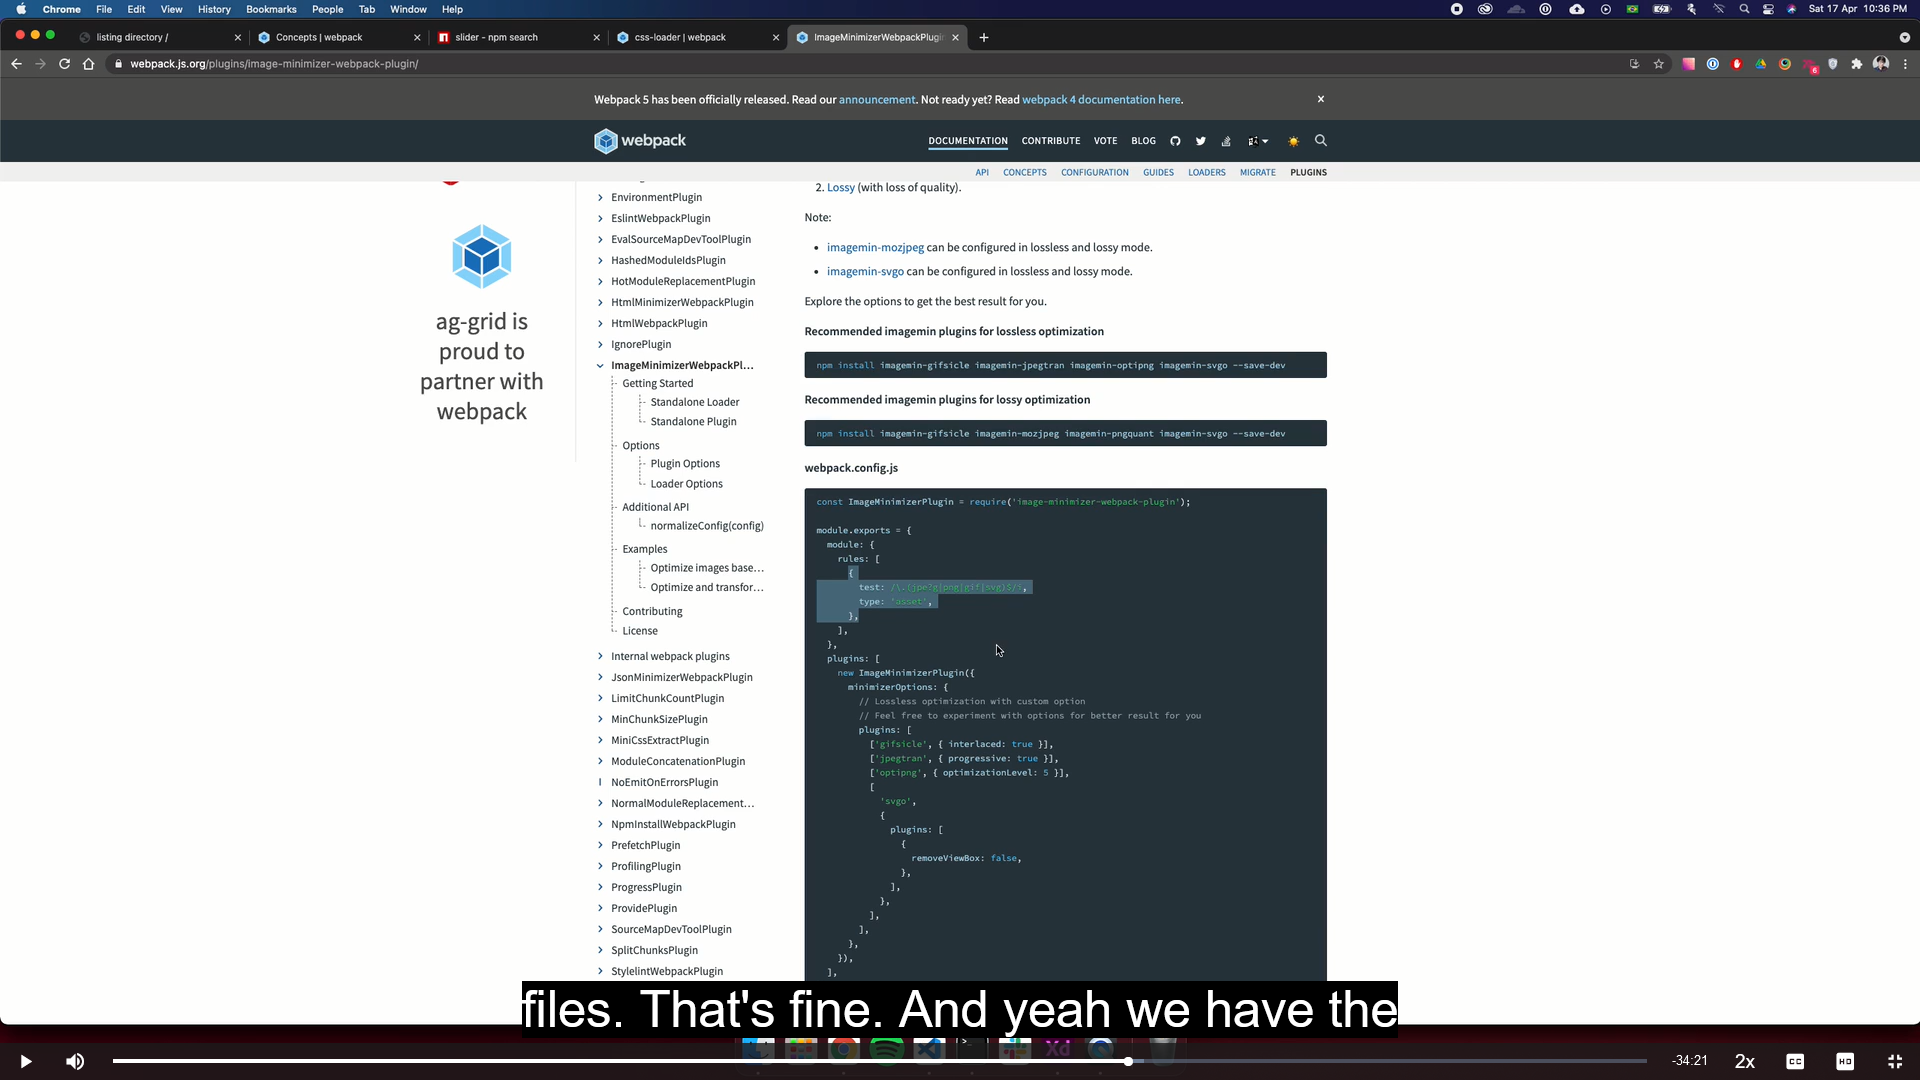 Chrome File Edit View History Bookmarks People Tab Window Help Sat 17 Apr 10:36 PM
listing directory / Concepts | webpack slider - npm search css-loader | webpack ImageMinimizerWebpackPlugin
webpack.js.org/plugins/image-minimizer-webpack-plugin/ 6
Webpack 5 has been officially released. Read our announcement. Not ready yet? Read webpack 4 documentation here.
webpack DOCUMENTATION CONTRIBUTE VOTE BLOG
API CONCEPTS CONFIGURATION GUIDES LOADERS MIGRATE PLUGINS
ag-grid is
proud to
partner with
webpack
EnvironmentPlugin
EslintWebpackPlugin
EvalSourceMapDevToolPlugin
HashedModuleIdsPlugin
HotModuleReplacementPlugin
HtmlMinimizerWebpackPlugin
HtmlWebpackPlugin
IgnorePlugin
ImageMinimizerWebpackPl...
Getting Started
Standalone Loader
Standalone Plugin
Options
Plugin Options
Loader Options
Additional API
normalizeConfig(config)
Examples
Optimize images base...
Optimize and transfor...
Contributing
License
Internal webpack plugins
JsonMinimizerWebpackPlugin
LimitChunkCountPlugin
MinChunkSizePlugin
MiniCssExtractPlugin
ModuleConcatenationPlugin
NoEmitOnErrorsPlugin
NormalModuleReplacement...
NpmInstallWebpackPlugin
PrefetchPlugin
ProfilingPlugin
ProgressPlugin
ProvidePlugin
SourceMapDevToolPlugin
SplitChunksPlugin
StylelintWebpackPlugin
2. Lossy (with loss of quality).
Note:
• imagemin-mozjpeg can be configured in lossless and lossy mode.
• imagemin-svgo can be configured in lossless and lossy mode.
Explore the options to get the best result for you.
Recommended imagemin plugins for lossless optimization
npm install imagemin-gifsicle imagemin-jpegtran imagemin-optipng imagemin-svgo --save-dev
Recommended imagemin plugins for lossy optimization
npm install imagemin-gifsicle imagemin-mozjpeg imagemin-pngquant imagemin-svgo --save-dev
webpack.config.js
const ImageMinimizerPlugin = require('image-minimizer-webpack-plugin');
module.exports = {
module: {
rules: [
{
test: /\.(jpe?g|png|gif|svg)$/i,
type: 'asset',
},
],
},
plugins: [
new ImageMinimizerPlugin({
minimizerOptions: {
// Lossless optimization with custom option
// Feel free to experiment with options for better result for you
plugins: [
['gifsicle', { interlaced: true }],
['jpegtran', { progressive: true }],
['optipng', { optimizationLevel: 5 }],
[
'svgo',
{
plugins: [
{
removeViewBox: false,
},
],
},
],
],
},
}),
],
files. That's fine. And yeah we have the
Xd
-34:21 2x CC HD